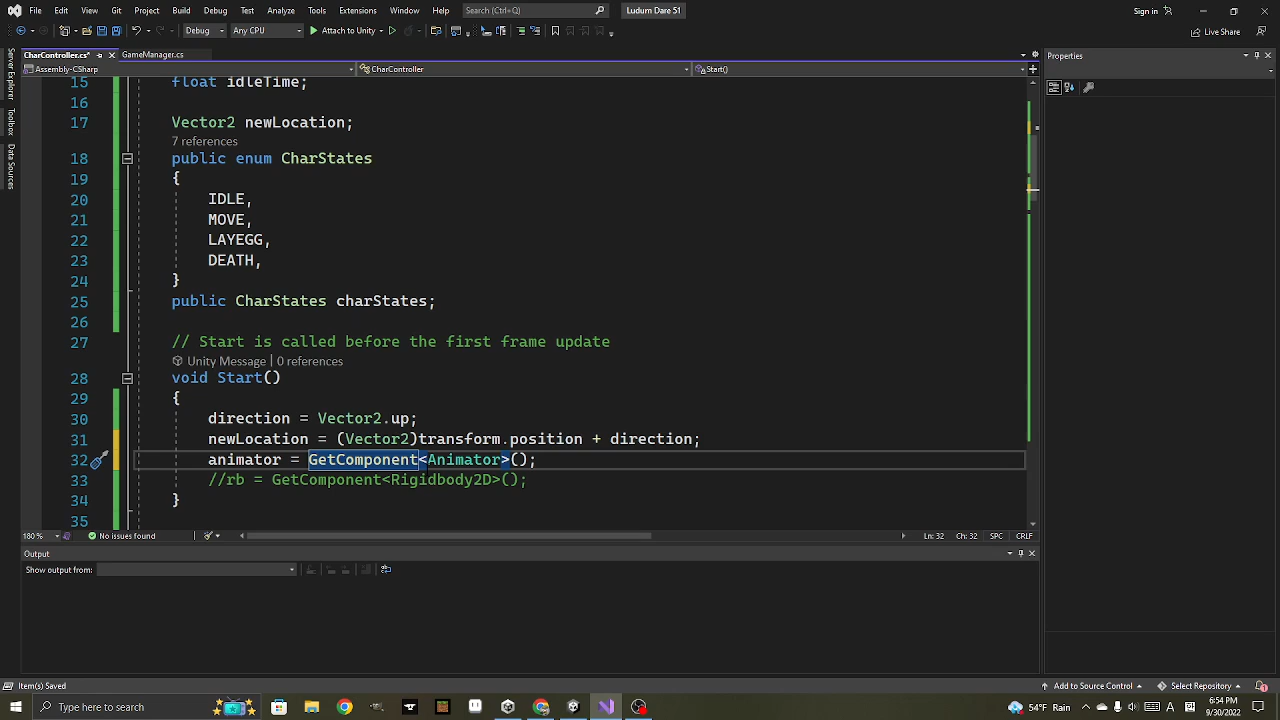 File Edit View Git Project Build Debug Test Analyze Tools Extensions Window Help Search (Ctrl+Q) Ludum Dare 51 Sign in
Debug Any CPU Attach to Unity Live Share
CharController.cs* GameManager.cs Properties
Assembly-CSharp CharController Start()
Server Explorer
Toolbox
Data Sources
15 float idleTime;
16
17 Vector2 newLocation;
7 references
18 public enum CharStates
19 {
20 IDLE,
21 MOVE,
22 LAYEGG,
23 DEATH,
24 }
25 public CharStates charStates;
26
27 // Start is called before the first frame update
Unity Message | 0 references
28 void Start()
29 {
30 direction = Vector2.up;
31 newLocation = (Vector2)transform.position + direction;
32 animator = GetComponent<Animator>();
33 //rb = GetComponent<Rigidbody2D>();
34 }
35
180% No issues found Ln: 32 Ch: 32 SPC CRLF
Output
Show output from:
Item(s) Saved Add to Source Control Select Repository
Type here to search 54°F Rain A 6:54 PM
9/30/2022